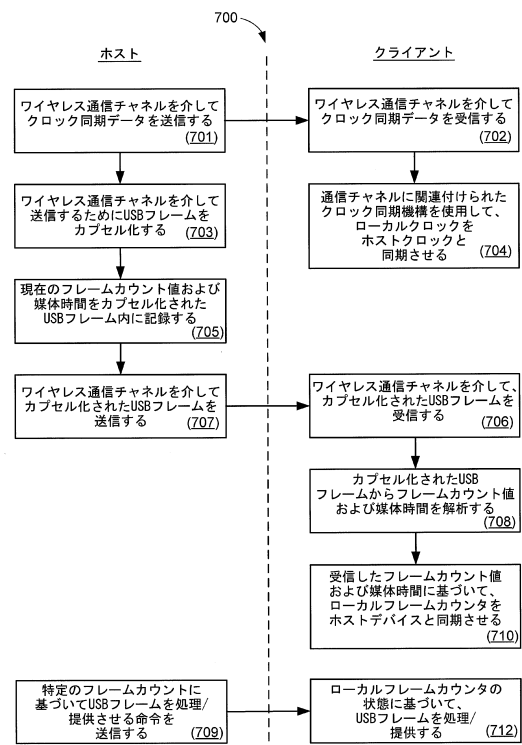 700
ホスト
クライアント
ワイヤレス通信チャネルを介して
クロック同期データを送信する
(701)
ワイヤレス通信チャネルを介して
クロック同期データを受信する
(702)
ワイヤレス通信チャネルを介して
送信するためにUSBフレームを
カプセル化する
(703)
通信チャネルに関連付けられた
クロック同期機構を使用して、
ローカルクロックを
ホストクロックと
同期させる
(704)
現在のフレームカウント値および
媒体時間をカプセル化された
USBフレーム内に記録する
(705)
ワイヤレス通信チャネルを介して
カプセル化されたUSBフレームを
送信する
(707)
ワイヤレス通信チャネルを介して、
カプセル化されたUSBフレームを
受信する
(706)
カプセル化されたUSB
フレームからフレームカウント値
および媒体時間を解析する
(708)
受信したフレームカウント値
および媒体時間に基づいて、
ローカルフレームカウンタを
ホストデバイスと同期させる
(710)
特定のフレームカウントに
基づいてUSBフレームを処理/
提供させる命令を
送信する
(709)
ローカルフレームカウンタの
状態に基づいて、
USBフレームを処理/
提供する
(712)